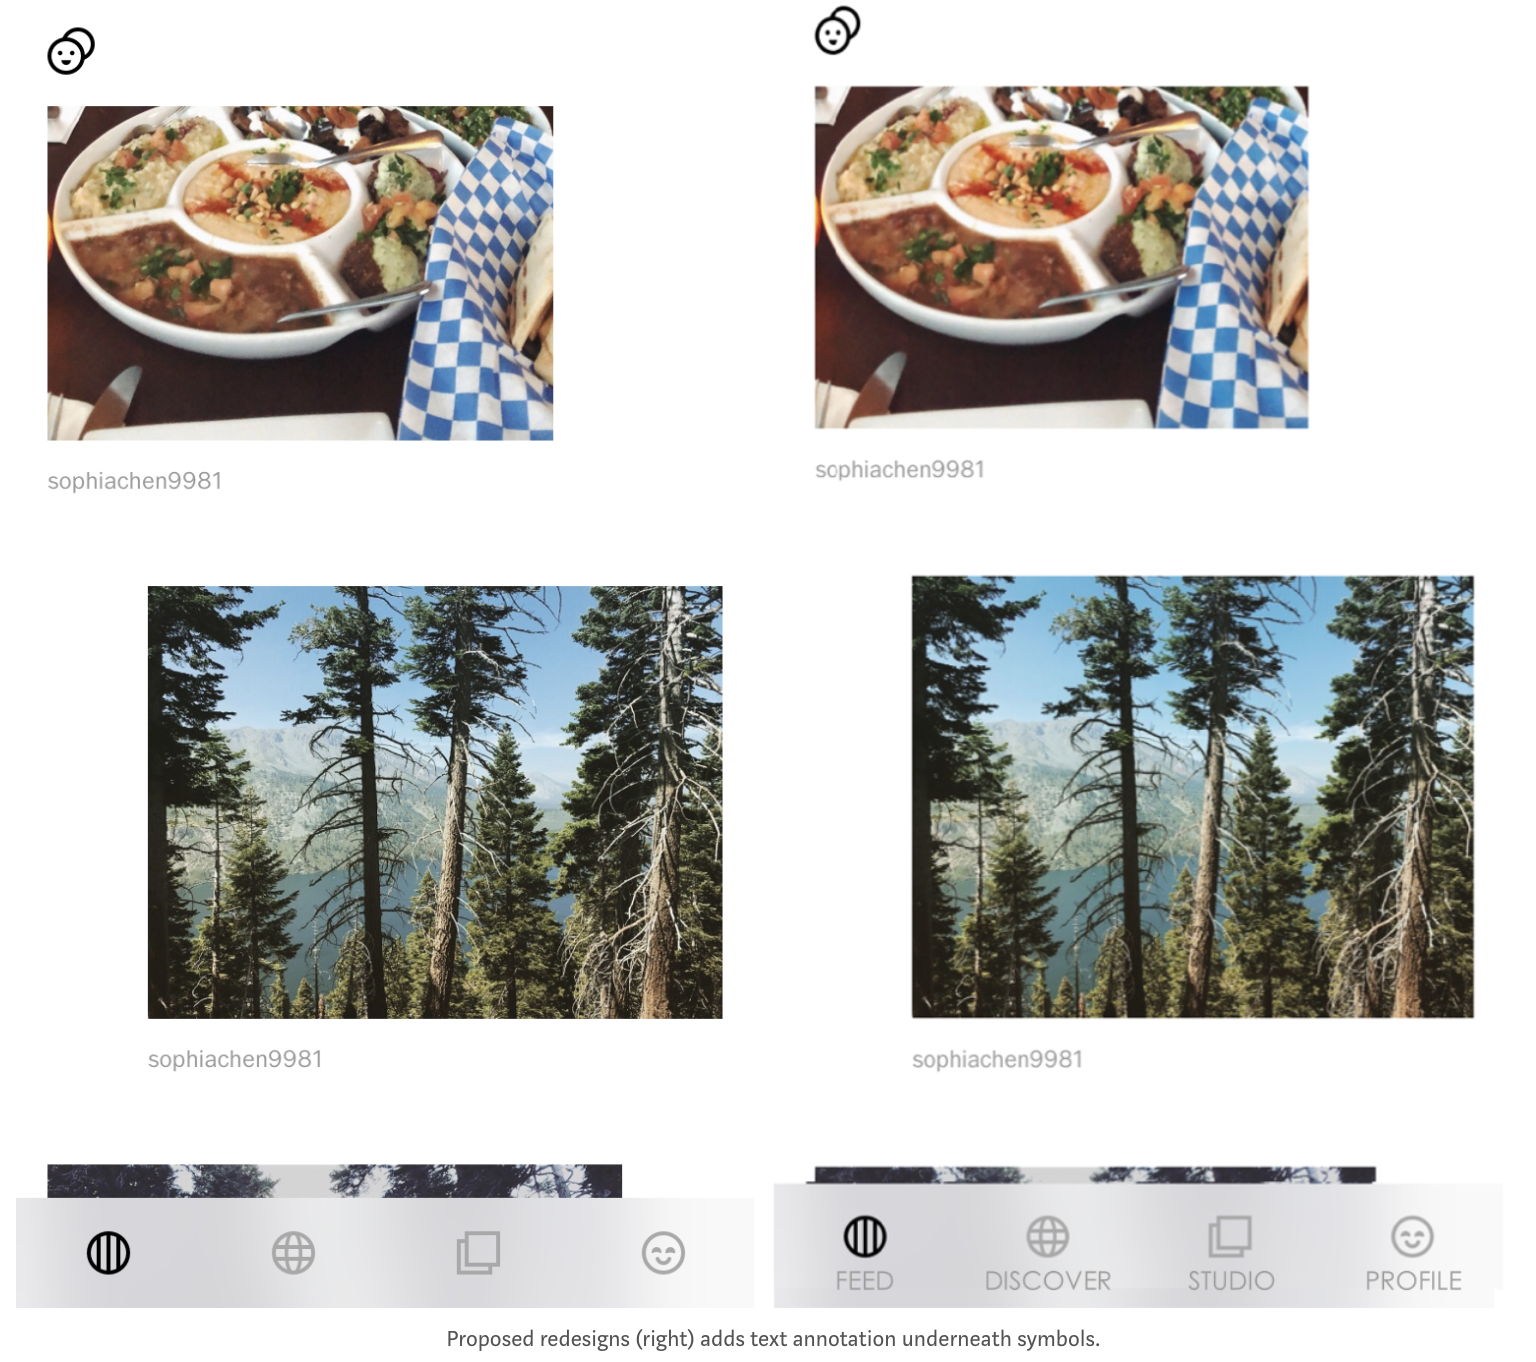 sophiachen9981
sophiachen9981
sophiachen9981
sophiachen9981
FEED DISCOVER STUDIO PROFILE
Proposed redesigns (right) adds text annotation underneath symbols.